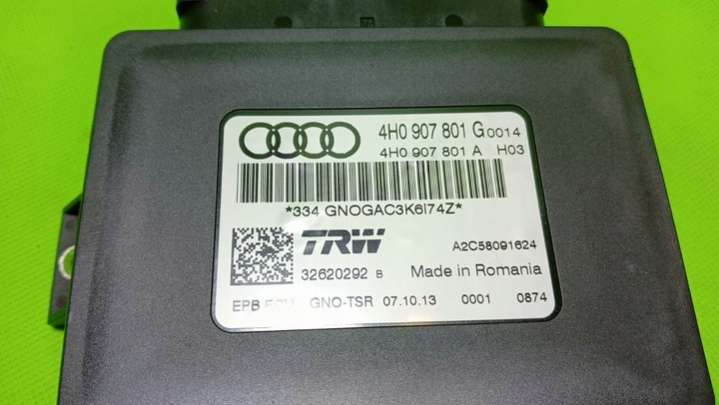 4H0 907 801 G 0014
4H0 907 801 A H03
*334 GNOGAC3K6I74Z*
TRW
A2C58091624
32620292 B Made in Romania
EPB GNO-TSR 07.10.13 0001 0874